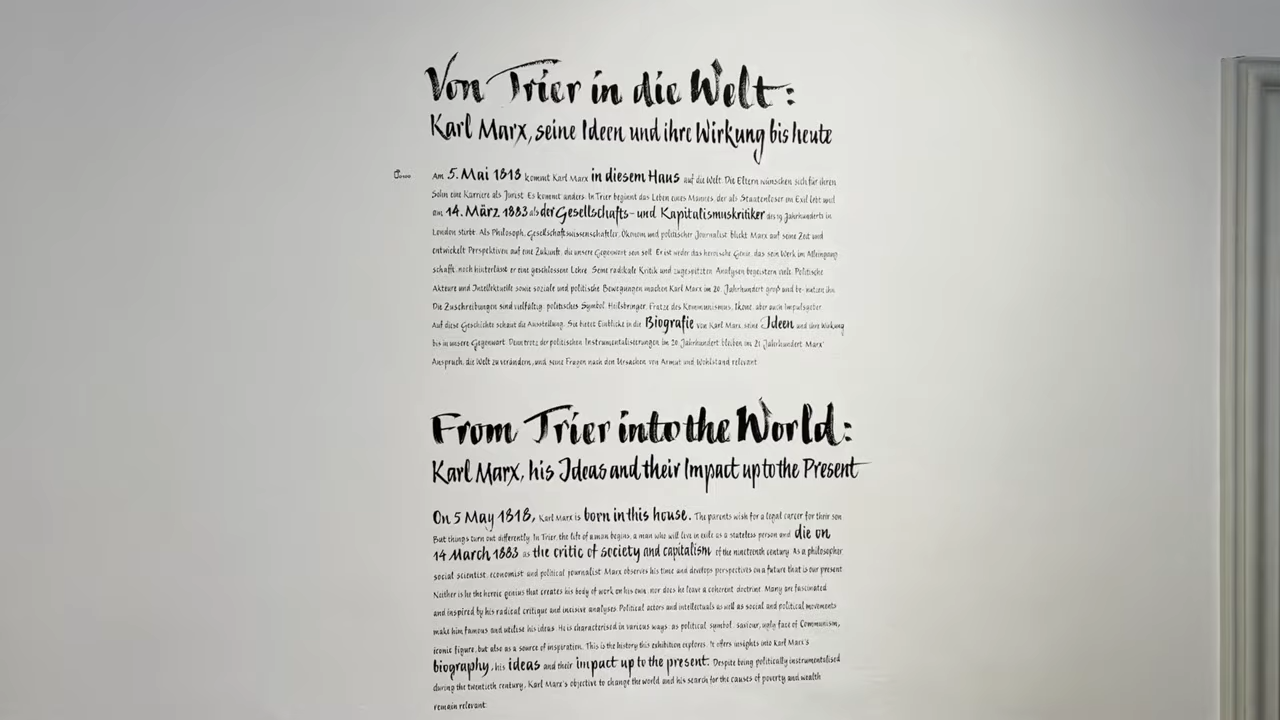 Von Trier in die Welt:
Karl Marx, seine Ideen und ihre Wirkung bis heute
Am 5. Mai 1818 kommt Karl Marx in diesem Haus auf die Welt. Die Eltern wünschen sich für ihren
Sohn eine Karriere als Jurist. Es kommt anders. In Trier beginnt das Leben eines Mannes, der als Staatenloser im Exil lebt und
am 14. März 1883 als der Gesellschafts- und Kapitalismuskritiker des 19. Jahrhunderts in
London stirbt. Als Philosoph, Gesellschaftswissenschaftler, Ökonom und politischer Journalist blickt Marx auf seine Zeit und
entwickelt Perspektiven auf eine Zukunft, die unsere Gegenwart sein soll. Er ist weder das heroische Genie, das sein Werk im Alleingang
schafft, noch hinterlässt er eine geschlossene Lehre. Seine radikale Kritik und zugespitzten Analysen begeistern viele. Politische
Akteure und Intellektuelle sowie soziale und politische Bewegungen machen Karl Marx im 20. Jahrhundert groß und be-nutzen ihn.
Die Zuschreibungen sind vielfältig: politisches Symbol, Heilsbringer, Fratze des Kommunismus, Ikone, aber auch Impulsgeber.
Auf diese Geschichte schaut die Ausstellung. Sie bietet Einblicke in die Biografie von Karl Marx, seine Ideen und ihre Wirkung
bis in unsere Gegenwart. Denn trotz der politischen Instrumentalisierungen im 20. Jahrhundert bleiben im 21. Jahrhundert Marx'
Anspruch, die Welt zu verändern, und seine Fragen nach den Ursachen von Armut und Wohlstand relevant.
From Trier into the World:
Karl Marx, his Ideas and their Impact up to the Present
On 5 May 1818, Karl Marx is born in this house. The parents wish for a legal career for their son
But things turn out differently. In Trier, the life of a man begins, a man who will live in exile as a stateless person and die on
14 March 1883 as the critic of society and capitalism of the nineteenth century. As a philosopher
social scientist, economist and political journalist Marx observes his time and develops perspectives on a future that is our present.
Neither is he the heroic genius that creates his body of work on his own, nor does he leave a coherent doctrine. Many are fascinated
and inspired by his radical critique and incisive analyses. Political actors and intellectuals as well as social and political movements
make him famous and utilise his ideas. He is characterised in various ways: as political symbol, saviour, ugly face of Communism,
iconic figure, but also as a source of inspiration. This is the history this exhibition explores. It offers insights into Karl Marx's
biography, his ideas and their impact up to the present. Despite being politically instrumentalised
during the twentieth century, Karl Marx's objective to change the world and his search for the causes of poverty and wealth
remain relevant.